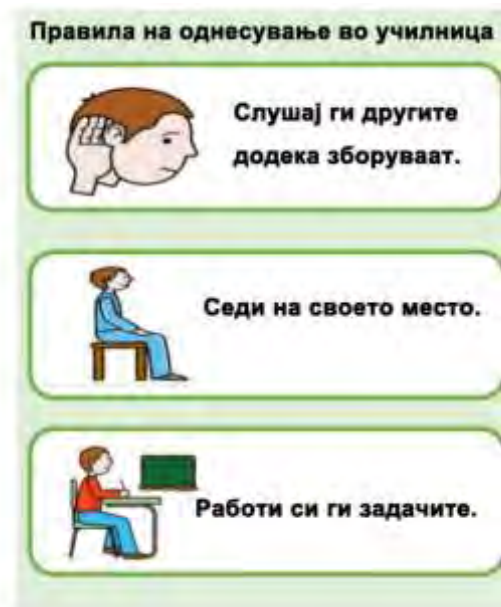 Правила на однесување во училница
Слушај ги другите
додека зборуваат.
Седи на своето место.
Работи си ги задачите.